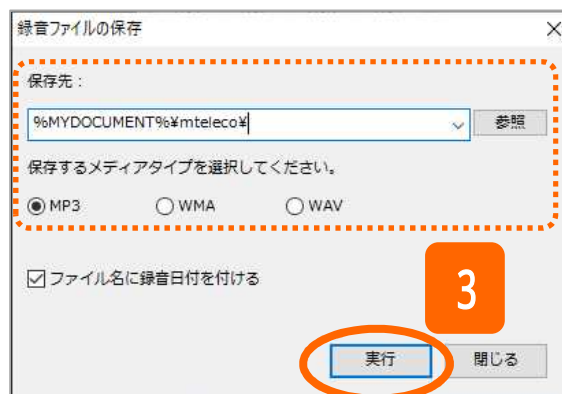 録音ファイルの保存
保存先：
%MYDOCUMENT%¥mteleco¥
参照
保存するメディアタイプを選択してください。
MP3 WMA WAV
ファイル名に録音日付を付ける
3
実行 閉じる